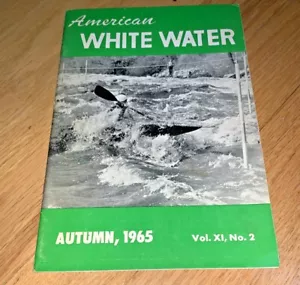 American
WHITE WATER
AUTUMN, 1965
Vol. XI, No. 2